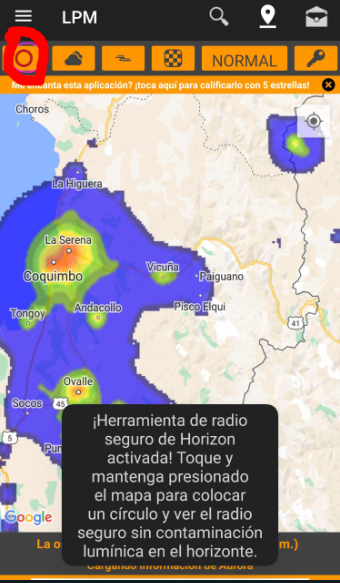 LPM
NORMAL
Me encanta esta aplicación? ¡toca aquí para calificarlo con 5 estrellas!
Choros
La Higuera
La Serena
Coquimbo
Vicuña
Paiguano
Pisco Elqui
Andacollo
Tongoy
41
Ovalle
Socos
45
5
Pun
¡Herramienta de radio
seguro de Horizon
activada! Toque y
mantenga presionado
el mapa para colocar
un círculo y ver el radio
seguro sin contaminación
lumínica en el horizonte.
Google
La o
m.)
Cargando información de Aurora